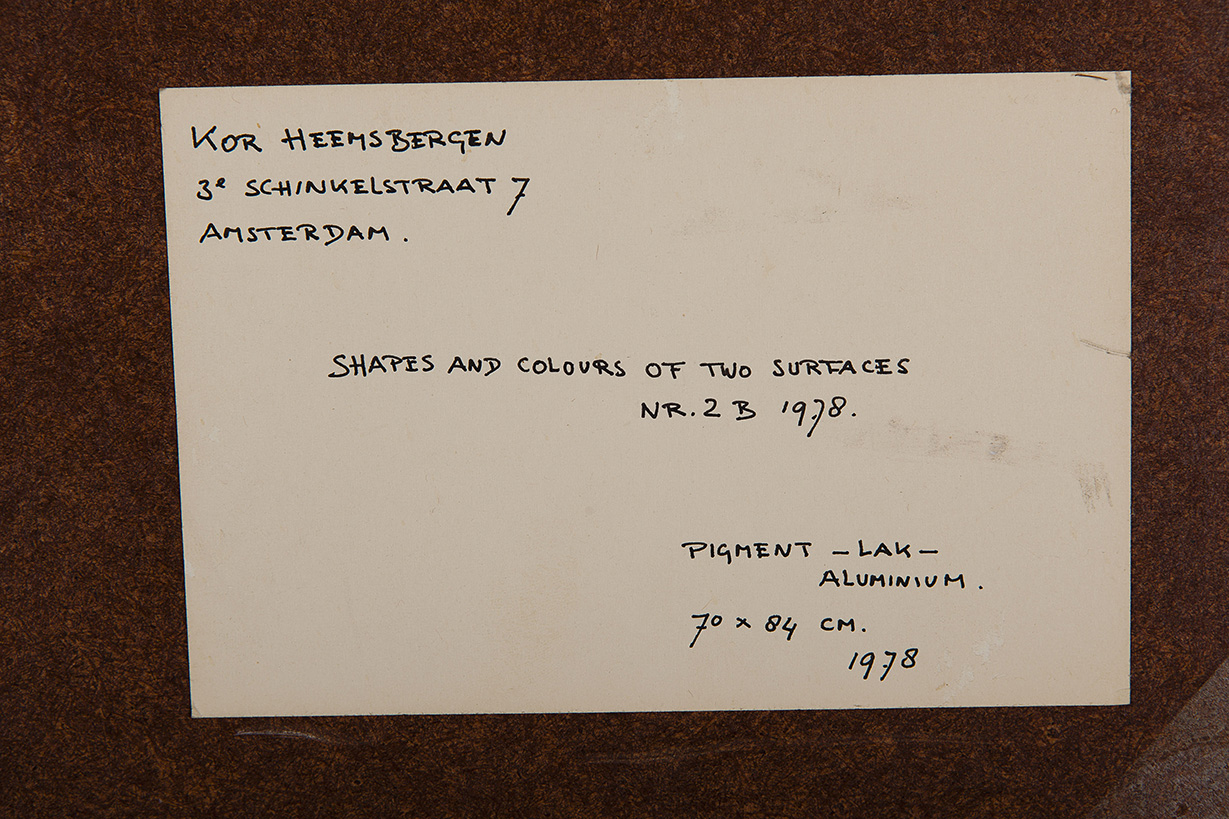 KOR HEEMSBERGEN
3e SCHINKELSTRAAT 7
AMSTERDAM.
SHAPES AND COLOURS OF TWO SURFACES
NR. 2 B 1978.
PIGMENT – LAK –
ALUMINIUM.
70 x 84 CM.
1978